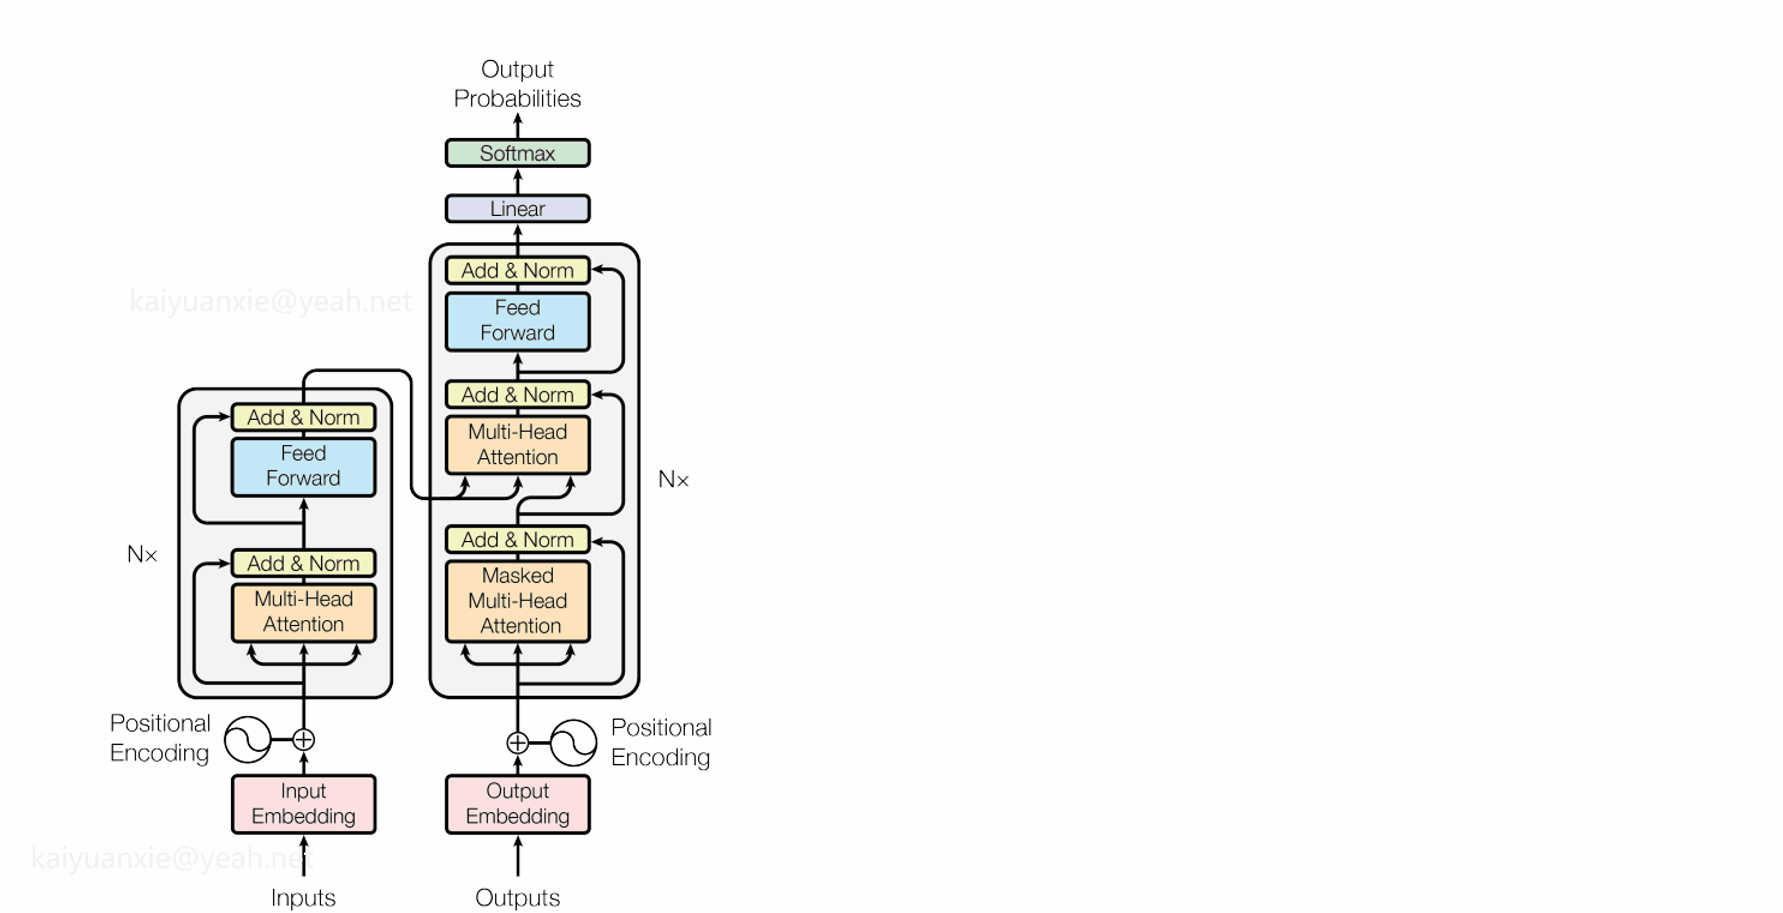 Output
Probabilities
Softmax
Linear
Add & Norm
Feed
Forward
Add & Norm
Multi-Head
Attention
Add & Norm
Masked
Multi-Head
Attention
Nx
Positional
Encoding
Output
Embedding
Outputs
Add & Norm
Feed
Forward
Add & Norm
Multi-Head
Attention
N×
Positional
Encoding
Input
Embedding
Inputs
kaiyuanxie@yeah.net
kaiyuanxie@yeah.net